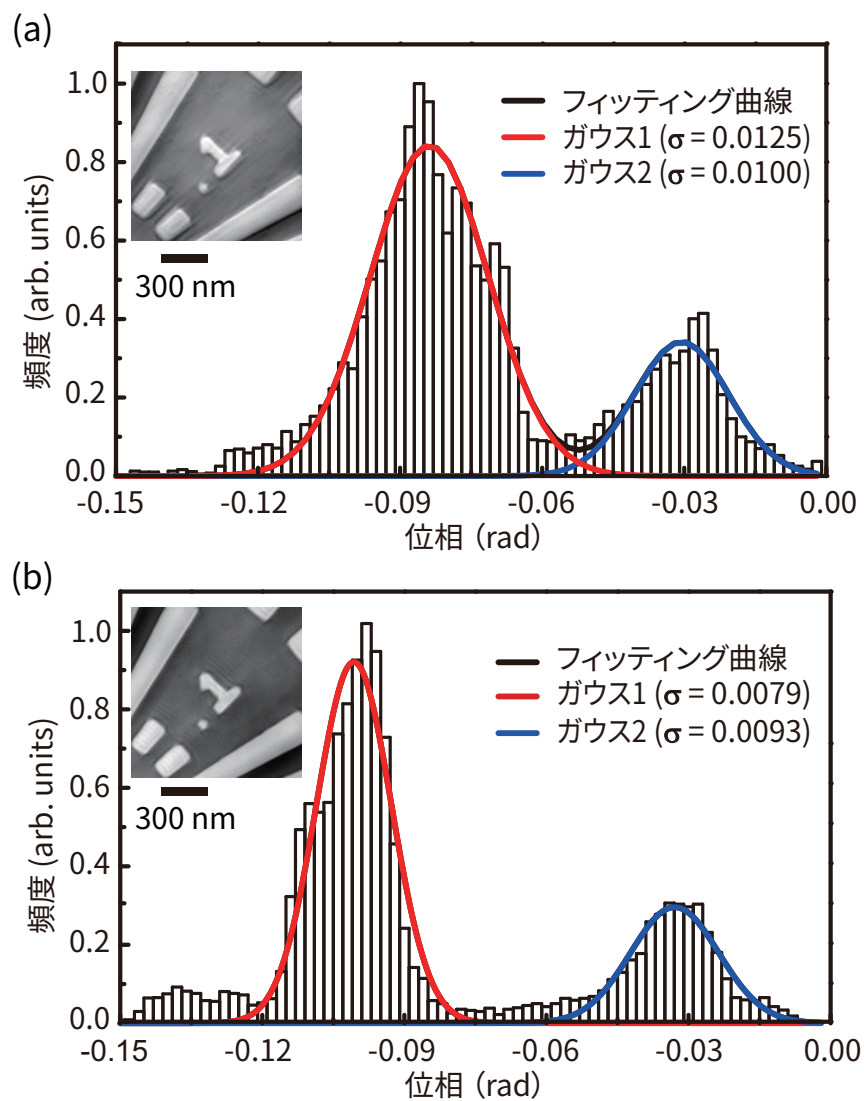 (a)
1.0
0.8
0.6
0.4
0.2
0.0
頻度 (arb. units)
300 nm
フィッティング曲線
ガウス1 (σ = 0.0125)
ガウス2 (σ = 0.0100)
-0.15 -0.12 -0.09 -0.06 -0.03 0.00
位相 (rad)
(b)
1.0
0.8
0.6
0.4
0.2
0.0
頻度 (arb. units)
300 nm
フィッティング曲線
ガウス1 (σ = 0.0079)
ガウス2 (σ = 0.0093)
-0.15 -0.12 -0.09 -0.06 -0.03 0.00
位相 (rad)